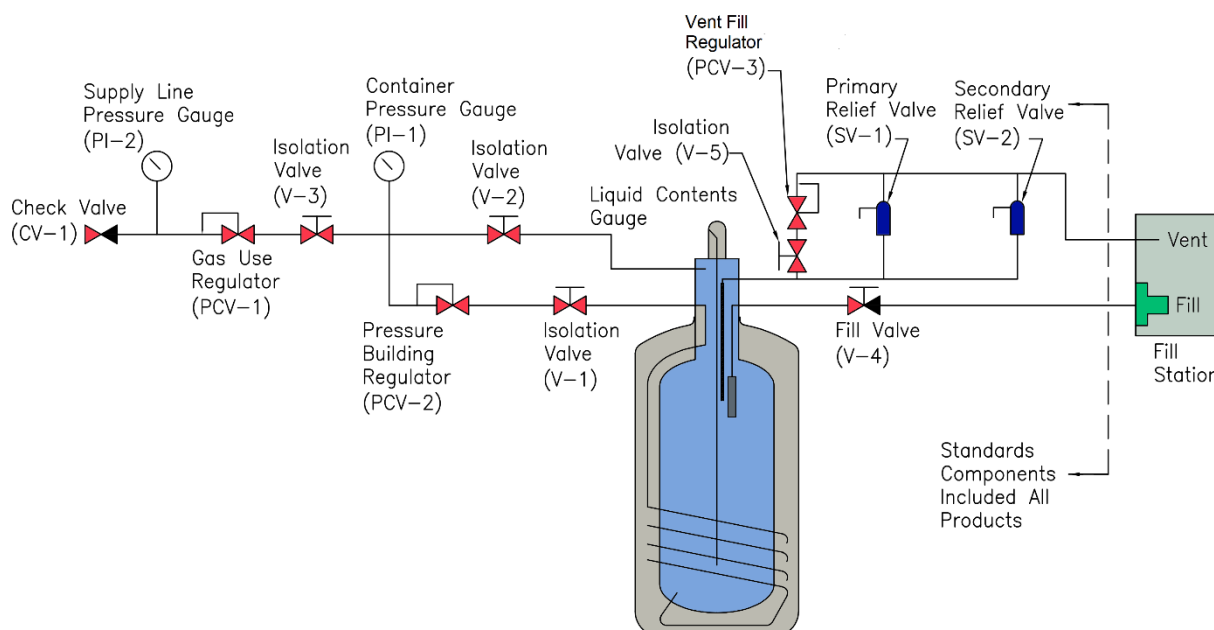 Vent Fill
Regulator
(PCV-3)
Supply Line
Pressure Gauge
(PI-2)
Container
Pressure Gauge
(PI-1)
Primary
Relief Valve
(SV-1)
Secondary
Relief Valve
(SV-2)
Isolation
Valve (V-5)
Isolation
Valve
(V-3)
Isolation
Valve
(V-2)
Liquid Contents
Gauge
Check Valve
(CV-1)
Gas Use
Regulator
(PCV-1)
Vent
Fill
Pressure
Building
Regulator
(PCV-2)
Isolation
Valve
(V-1)
Fill Valve
(V-4)
Fill
Station
Standards
Components
Included All
Products